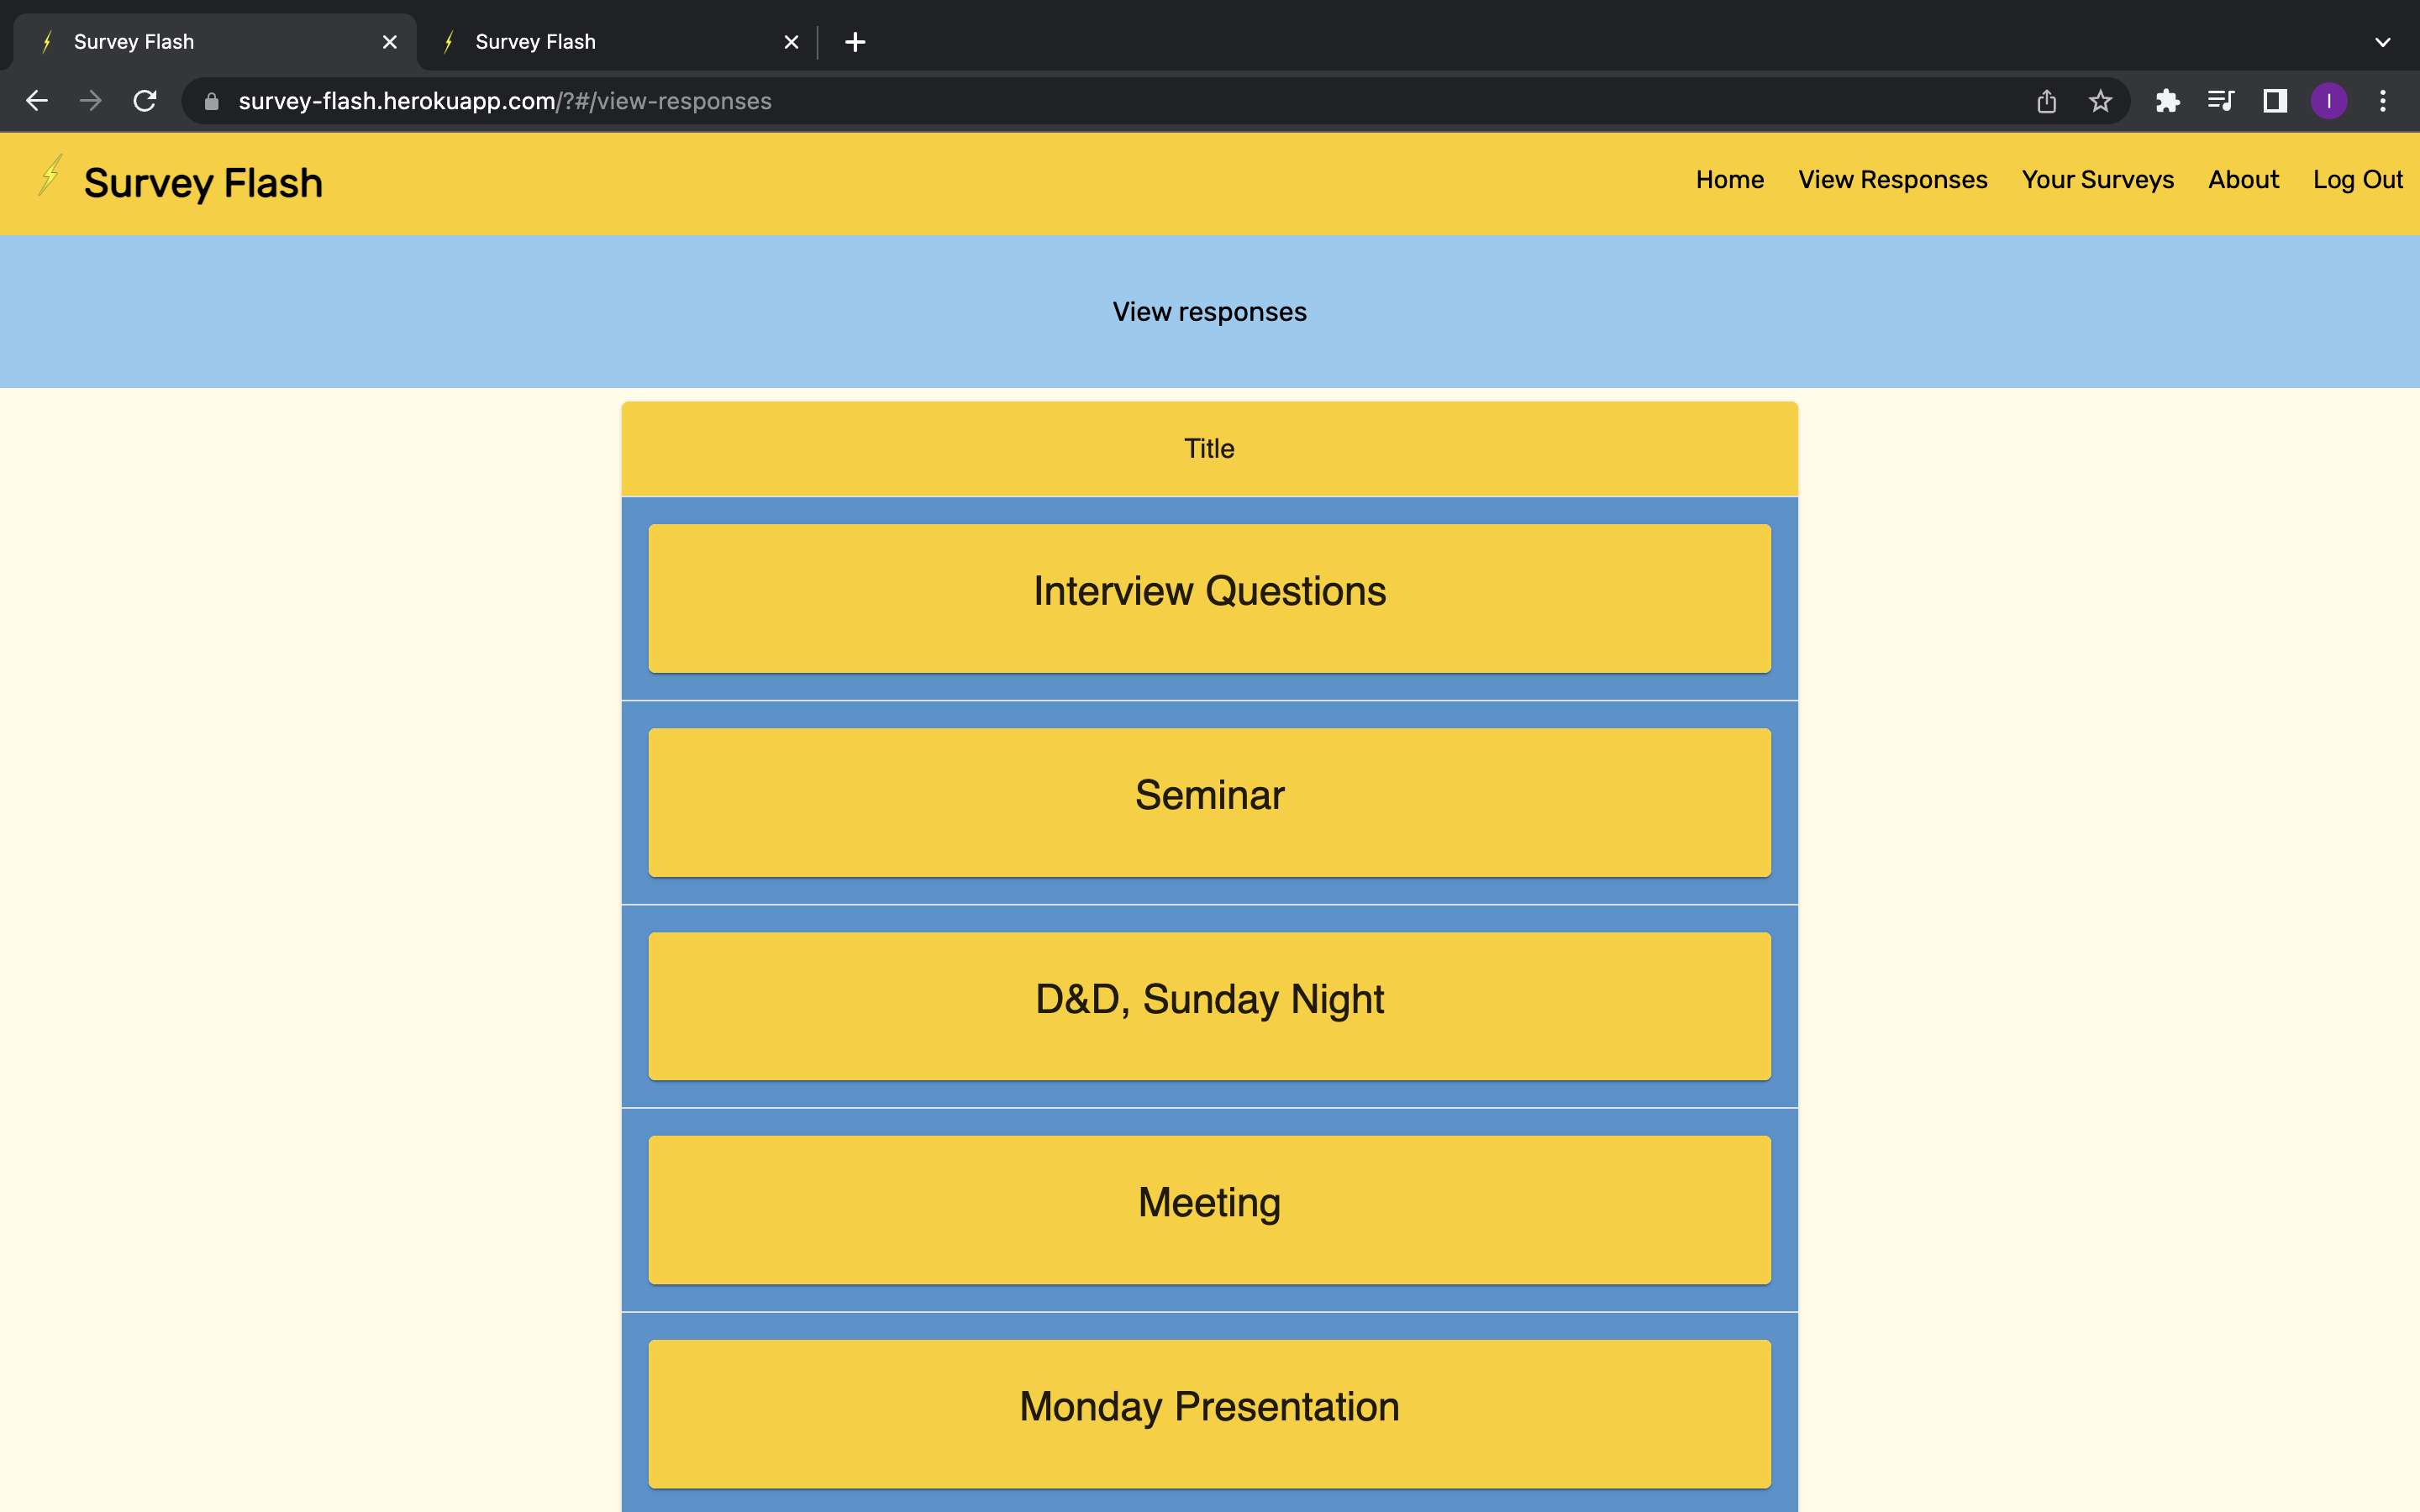 Survey Flash
Survey Flash
survey-flash.herokuapp.com/?#/view-responses
I
Survey Flash
Home View Responses Your Surveys About Log Out
View responses
Title
Interview Questions
Seminar
D&D, Sunday Night
Meeting
Monday Presentation